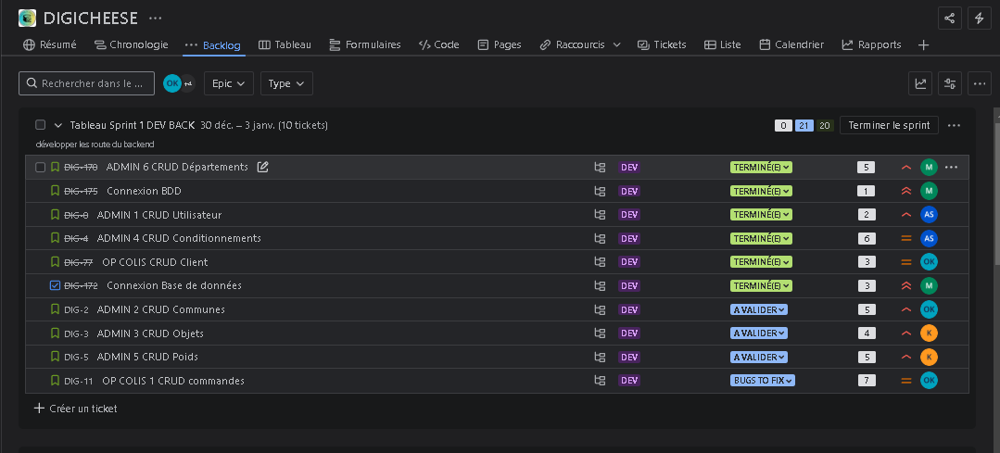 DIGICHEESE
Résumé Chronologie Backlog Tableau Formulaires Code Pages Raccourcis Tickets Liste Calendrier Rapports
Rechercher dans le ... OK +4 Epic Type
Tableau Sprint 1 DEV BACK 30 déc. – 3 janv. (10 tickets) 0 21 20 Terminer le sprint
développer les route du backend
DIG-170 ADMIN 6 CRUD Départements DEV TERMINÉ(E) 5 M
DIG-175 Connexion BDD DEV TERMINÉ(E) 1 M
DIG-8 ADMIN 1 CRUD Utilisateur DEV TERMINÉ(E) 2 AS
DIG-4 ADMIN 4 CRUD Conditionnements DEV TERMINÉ(E) 6 AS
DIG-77 OP COLIS CRUD Client DEV TERMINÉ(E) 3 OK
DIG-172 Connexion Base de données DEV TERMINÉ(E) 3 M
DIG-2 ADMIN 2 CRUD Communes DEV A VALIDER 5 OK
DIG-3 ADMIN 3 CRUD Objets DEV A VALIDER 4 K
DIG-5 ADMIN 5 CRUD Poids DEV A VALIDER 5 K
DIG-11 OP COLIS 1 CRUD commandes DEV BUGS TO FIX 7 OK
Créer un ticket